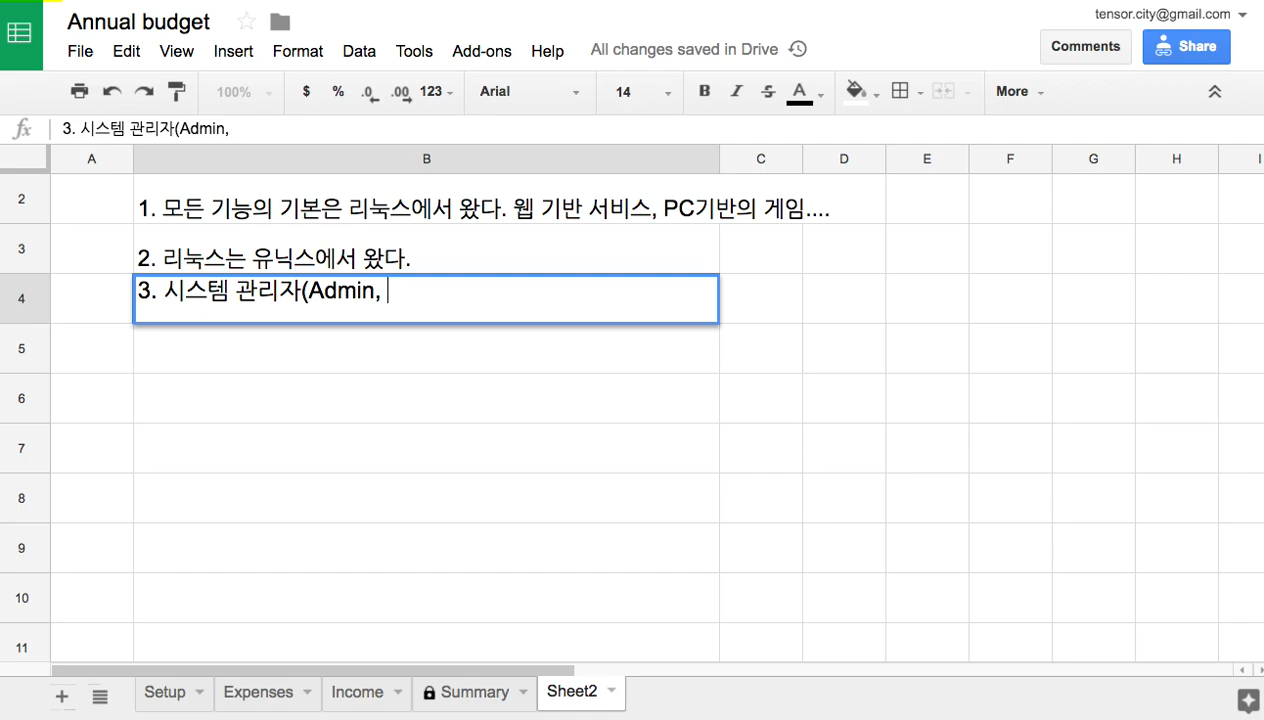 Annual budget
tensor.city@gmail.com
File Edit View Insert Format Data Tools Add-ons Help All changes saved in Drive
Comments Share
100% $ % .0 .00 123 Arial 14 B I S A More
fx 3. 시스템 관리자(Admin,
A B C D E F G H I
2 1. 모든 기능의 기본은 리눅스에서 왔다. 웹 기반 서비스, PC기반의 게임....
3 2. 리눅스는 유닉스에서 왔다.
4 3. 시스템 관리자(Admin,
5
6
7
8
9
10
11
Setup Expenses Income Summary Sheet2